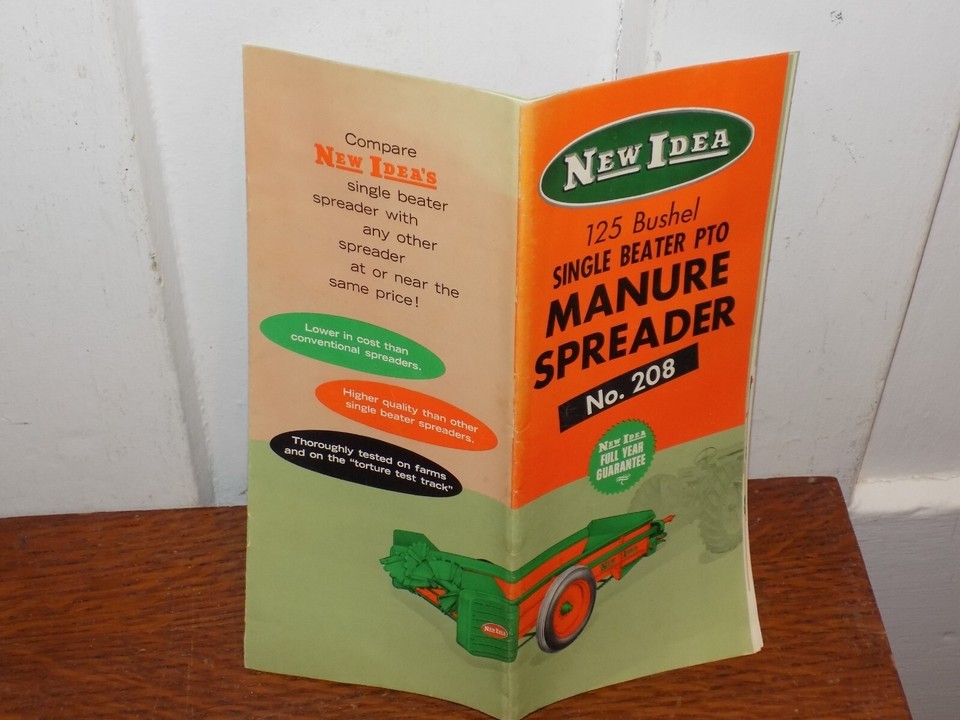 Compare
NEW IDEA'S
single beater
spreader with
any other
spreader
at or near the
same price!
Lower in cost than
conventional spreaders.
Higher quality than other
single beater spreaders.
Thoroughly tested on farms
and on the "torture test track"
NEW IDEA
125 Bushel
SINGLE BEATER PTO
MANURE
SPREADER
No. 208
NEW IDEA
FULL YEAR
GUARANTEE
NEW IDEA